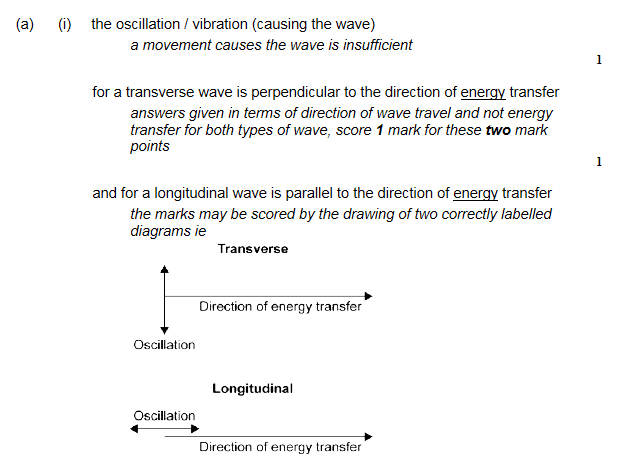 (a) (i) the oscillation / vibration (causing the wave)
a movement causes the wave is insufficient
1
for a transverse wave is perpendicular to the direction of energy transfer
answers given in terms of direction of wave travel and not energy
transfer for both types of wave, score 1 mark for these two mark
points
1
and for a longitudinal wave is parallel to the direction of energy transfer
the marks may be scored by the drawing of two correctly labelled
diagrams ie
Transverse
Direction of energy transfer
Oscillation
Longitudinal
Oscillation
Direction of energy transfer